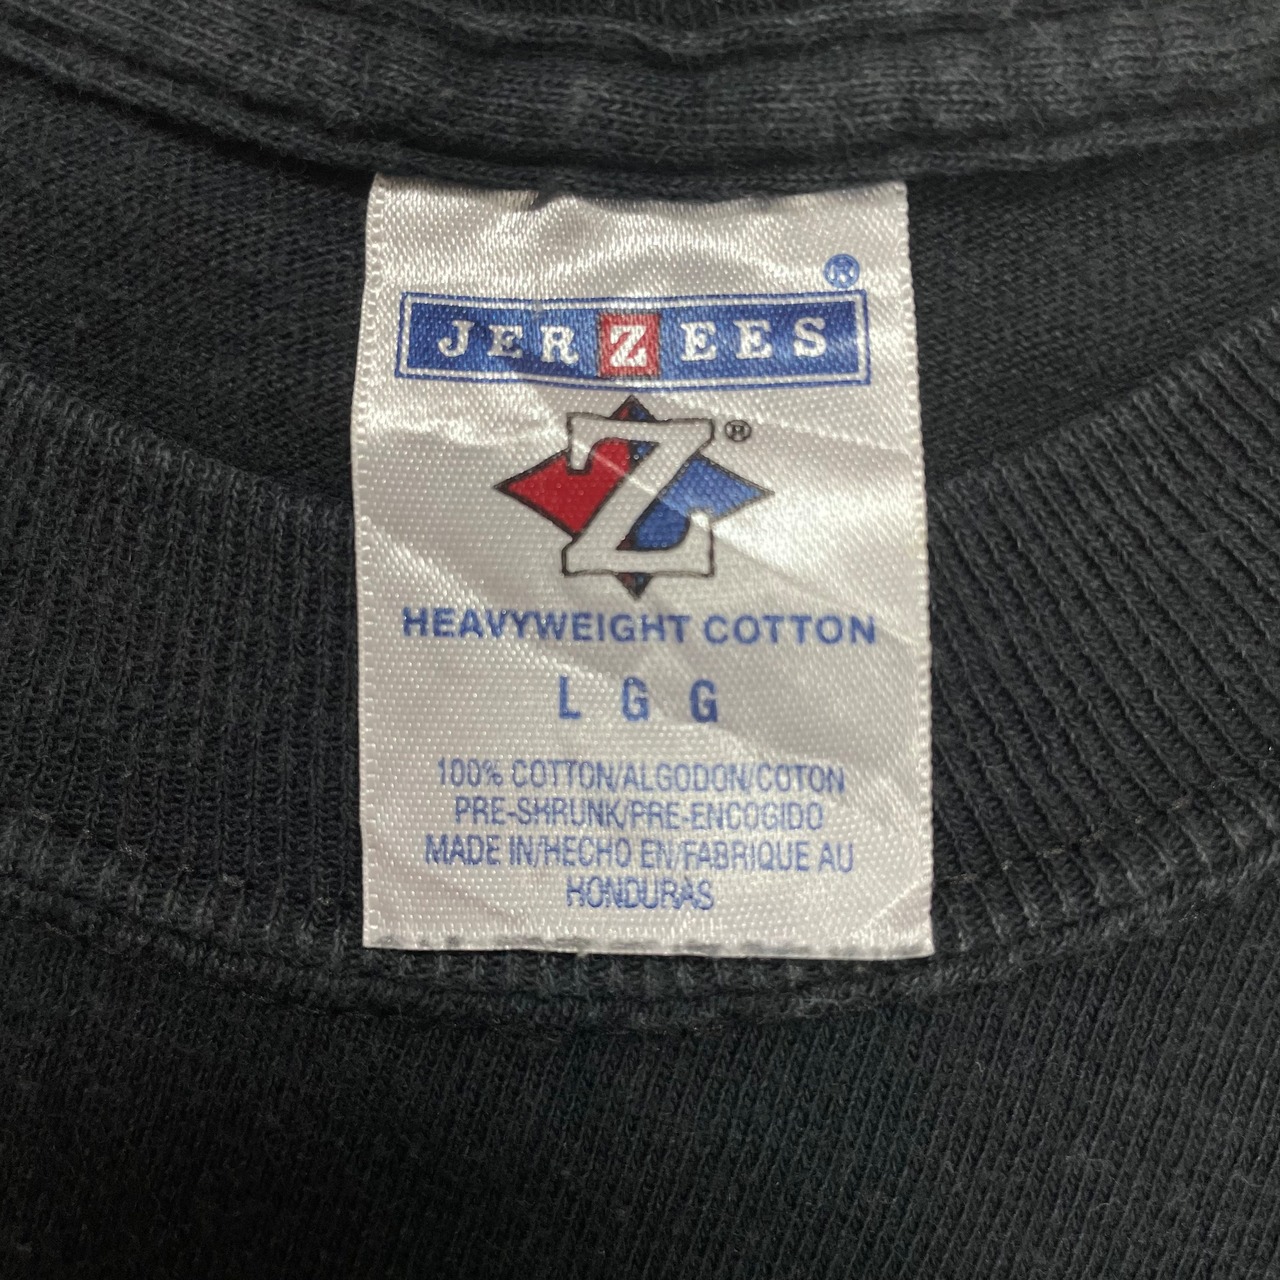 ®
JERZEES
Z ®
HEAVYWEIGHT COTTON
L G G
100% COTTON/ALGODON/COTON
PRE-SHRUNK/PRE-ENCOGIDO
MADE IN/HECHO EN/FABRIQUE AU
HONDURAS